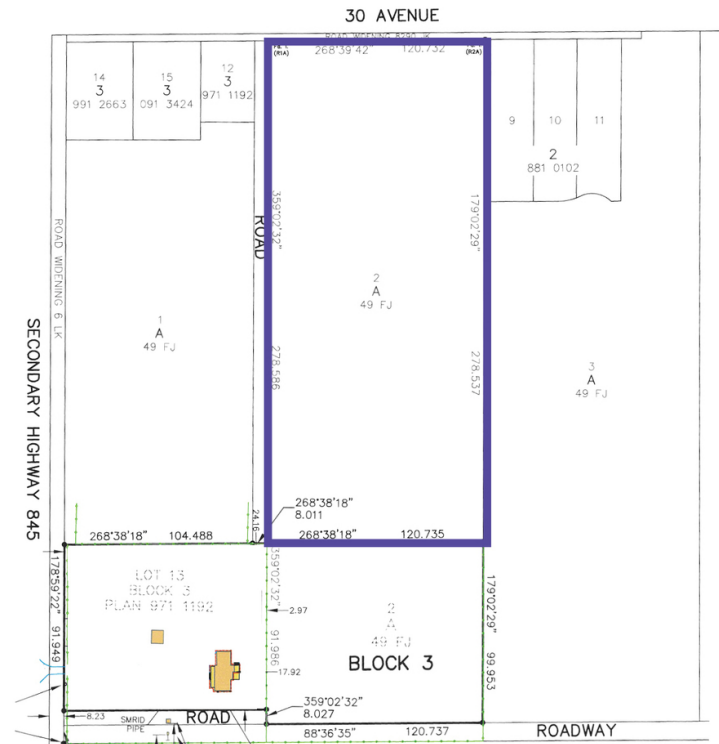 30 AVENUE
ROAD WIDENING 8290 JK
(R1A)
268°39'42"
120.732
(R2A)
14
3
991 2663
15
3
091 3424
12
3
971 1192
9
10
11
2
881 0102
ROAD WIDENING 6 LK
SECONDARY HIGHWAY 845
ROAD
359°02'32"
278.586
179°02'29"
278.537
1
A
49 FJ
2
A
49 FJ
3
A
49 FJ
24.16
268°38'18"
8.011
268°38'18"
104.488
268°38'18"
120.735
178°59'22"
91.949
LOT 13
BLOCK 3
PLAN 971 1192
359°02'32"
91.986
2.97
17.92
2
A
49 FJ
BLOCK 3
179°02'29"
99.953
359°02'32"
8.027
8.23
SMRID
PIPE
ROAD
88°36'35"
120.737
ROADWAY